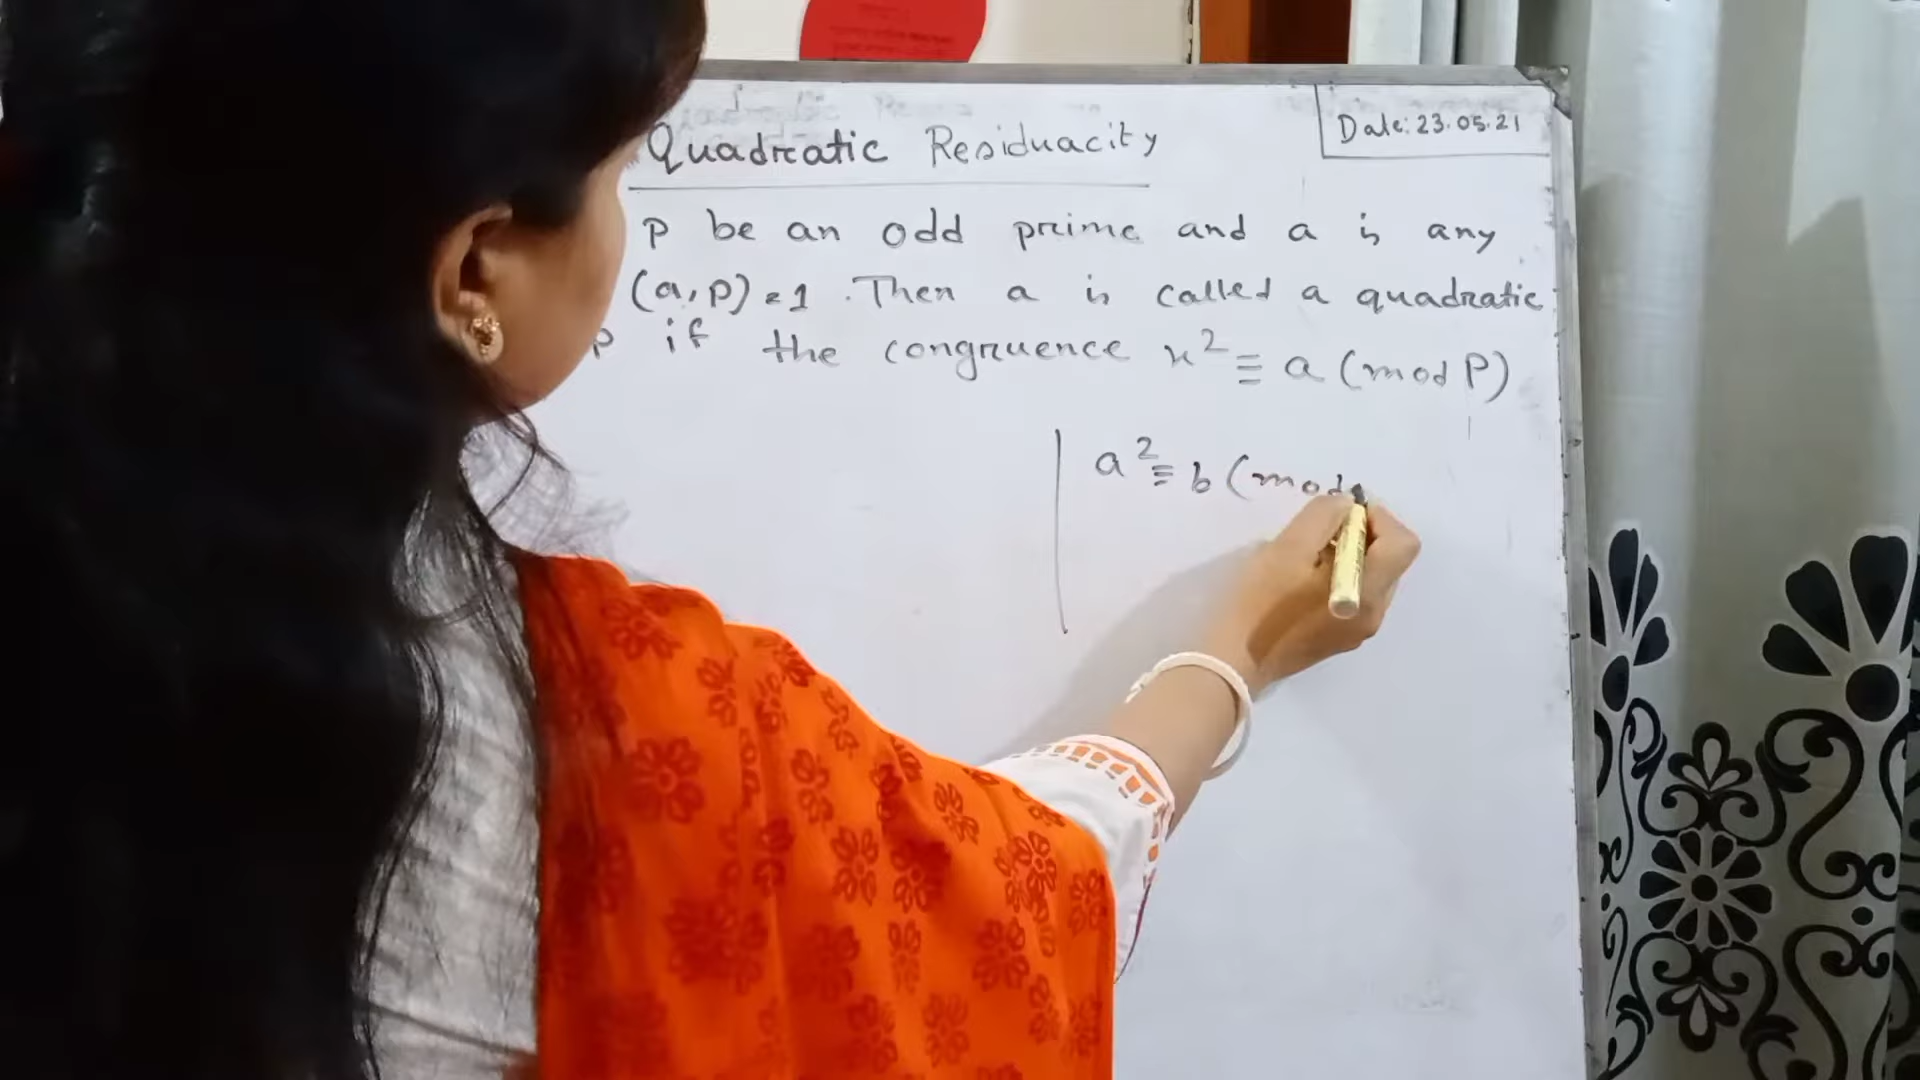 Quadratic Residuacity
Date: 23.05.21
p be an odd prime and a is any
(a, p) = 1. Then a is called a quadratic
p if the congruence x² ≡ a (mod P)
a² ≡ b (mod